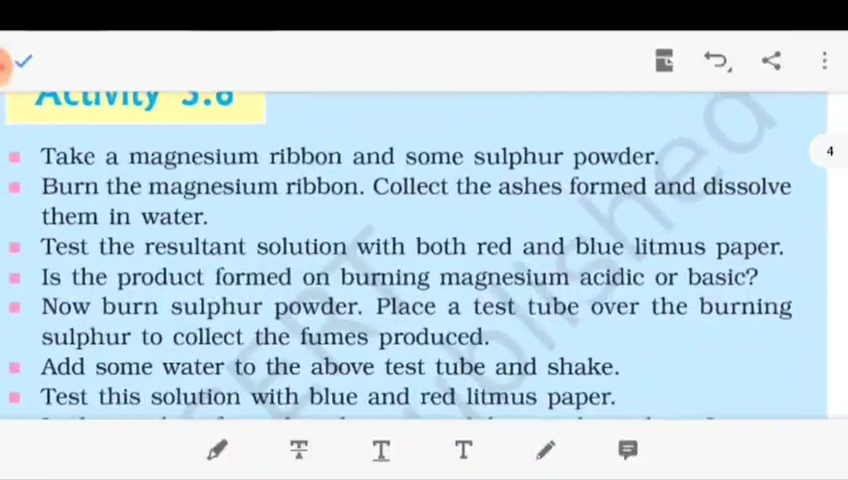 Activity 3.6
4
Take a magnesium ribbon and some sulphur powder.
Burn the magnesium ribbon. Collect the ashes formed and dissolve
them in water.
Test the resultant solution with both red and blue litmus paper.
Is the product formed on burning magnesium acidic or basic?
Now burn sulphur powder. Place a test tube over the burning
sulphur to collect the fumes produced.
Add some water to the above test tube and shake.
Test this solution with blue and red litmus paper.